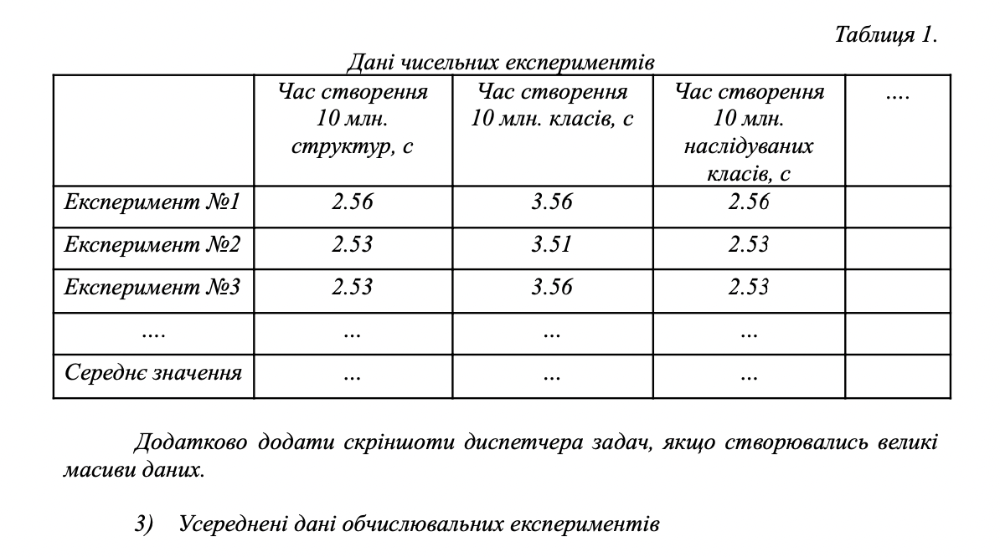 Таблиця 1.
Дані чисельних експериментів
Час створення 10 млн. структур, с
Час створення 10 млн. класів, с
Час створення 10 млн. наслідуваних класів, с
....
Експеримент №1 2.56 3.56 2.56
Експеримент №2 2.53 3.51 2.53
Експеримент №3 2.53 3.56 2.53
.... ... ... ...
Середнє значення ... ... ...
Додатково додати скріншоти диспетчера задач, якщо створювались великі
масиви даних.
3) Усереднені дані обчислювальних експериментів